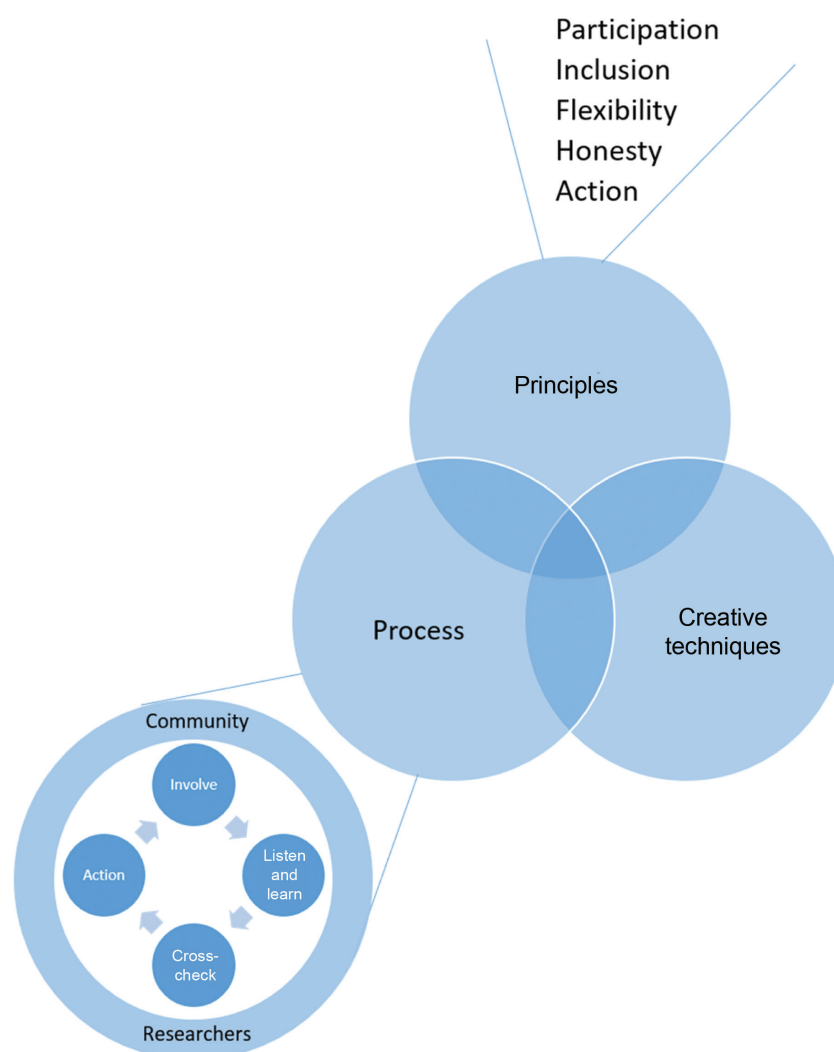 Participation
Inclusion
Flexibility
Honesty
Action
Principles
Process
Creative
techniques
Community
Involve
Action
Listen
and
learn
Cross-
check
Researchers